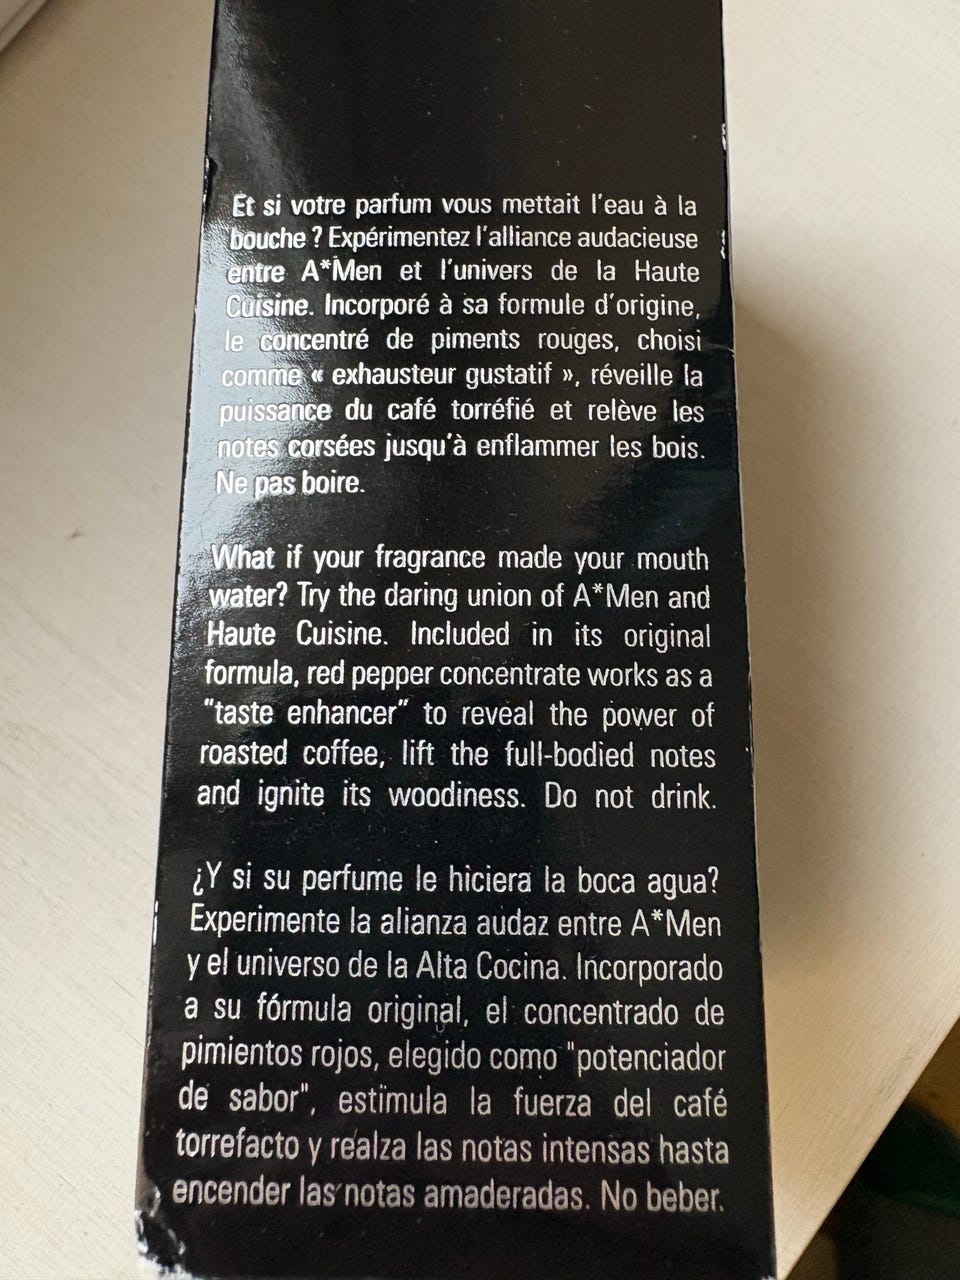 Et si votre parfum vous mettait l'eau à la
bouche ? Expérimentez l'alliance audacieuse
entre A*Men et l'univers de la Haute
Cuisine. Incorporé à sa formule d'origine,
le concentré de piments rouges, choisi
comme « exhausteur gustatif », réveille la
puissance du café torréfié et relève les
notes corsées jusqu'à enflammer les bois.
Ne pas boire.
What if your fragrance made your mouth
water? Try the daring union of A*Men and
Haute Cuisine. Included in its original
formula, red pepper concentrate works as a
"taste enhancer" to reveal the power of
roasted coffee, lift the full-bodied notes
and ignite its woodiness. Do not drink.
¿Y si su perfume le hiciera la boca agua?
Experimente la alianza audaz entre A*Men
y el universo de la Alta Cocina. Incorporado
a su fórmula original, el concentrado de
pimientos rojos, elegido como "potenciador
de sabor", estimula la fuerza del café
torrefacto y realza las notas intensas hasta
encender las notas amaderadas. No beber.